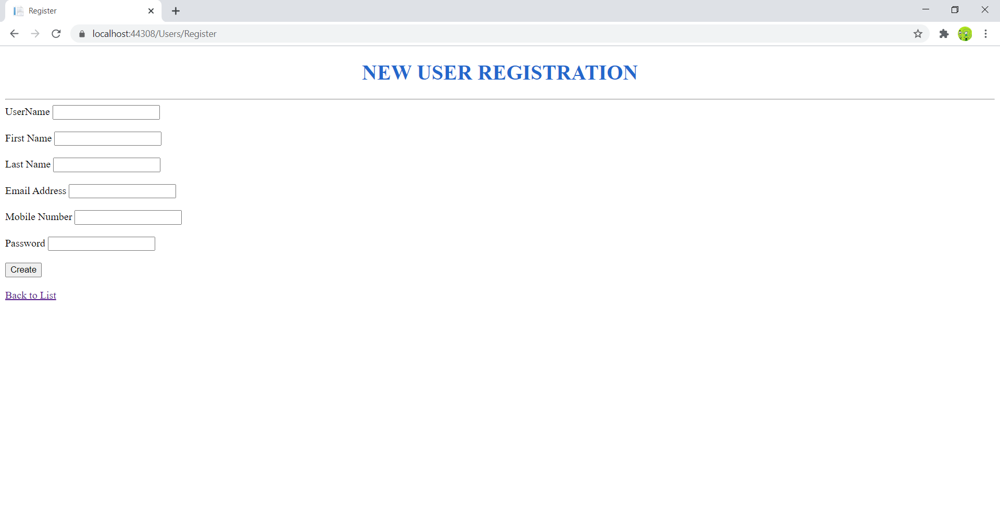 Register
localhost:44308/Users/Register
NEW USER REGISTRATION
UserName
First Name
Last Name
Email Address
Mobile Number
Password
Create
Back to List